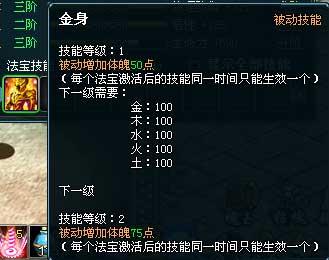 三阶
二 三阶
三 三阶
法宝技能
金身 被动技能
技能等级：1
被动增加体魄50点
（每个法宝激活后的技能同一时间只能生效一个）
下一级需要：
金：100
木：100
水：100
火：100
土：100
下一级
技能等级：2
被动增加体魄75点
（每个法宝激活后的技能同一时间只能生效一个）
5